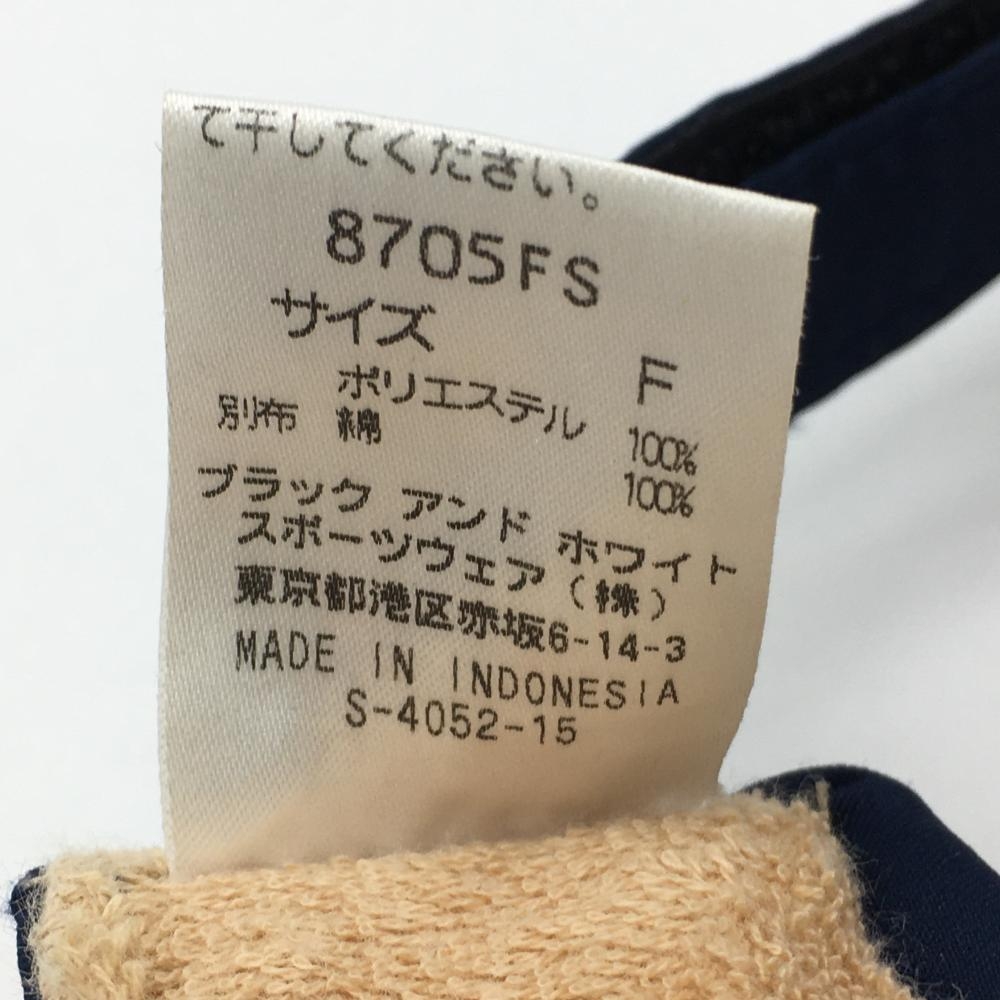 て干してください。
8705FS
サイズ F
ポリエステル 100%
別布 綿 100%
ブラック アンド ホワイト
スポーツウェア（株）
東京都港区赤坂6-14-3
MADE IN INDONESIA
S-4052-15